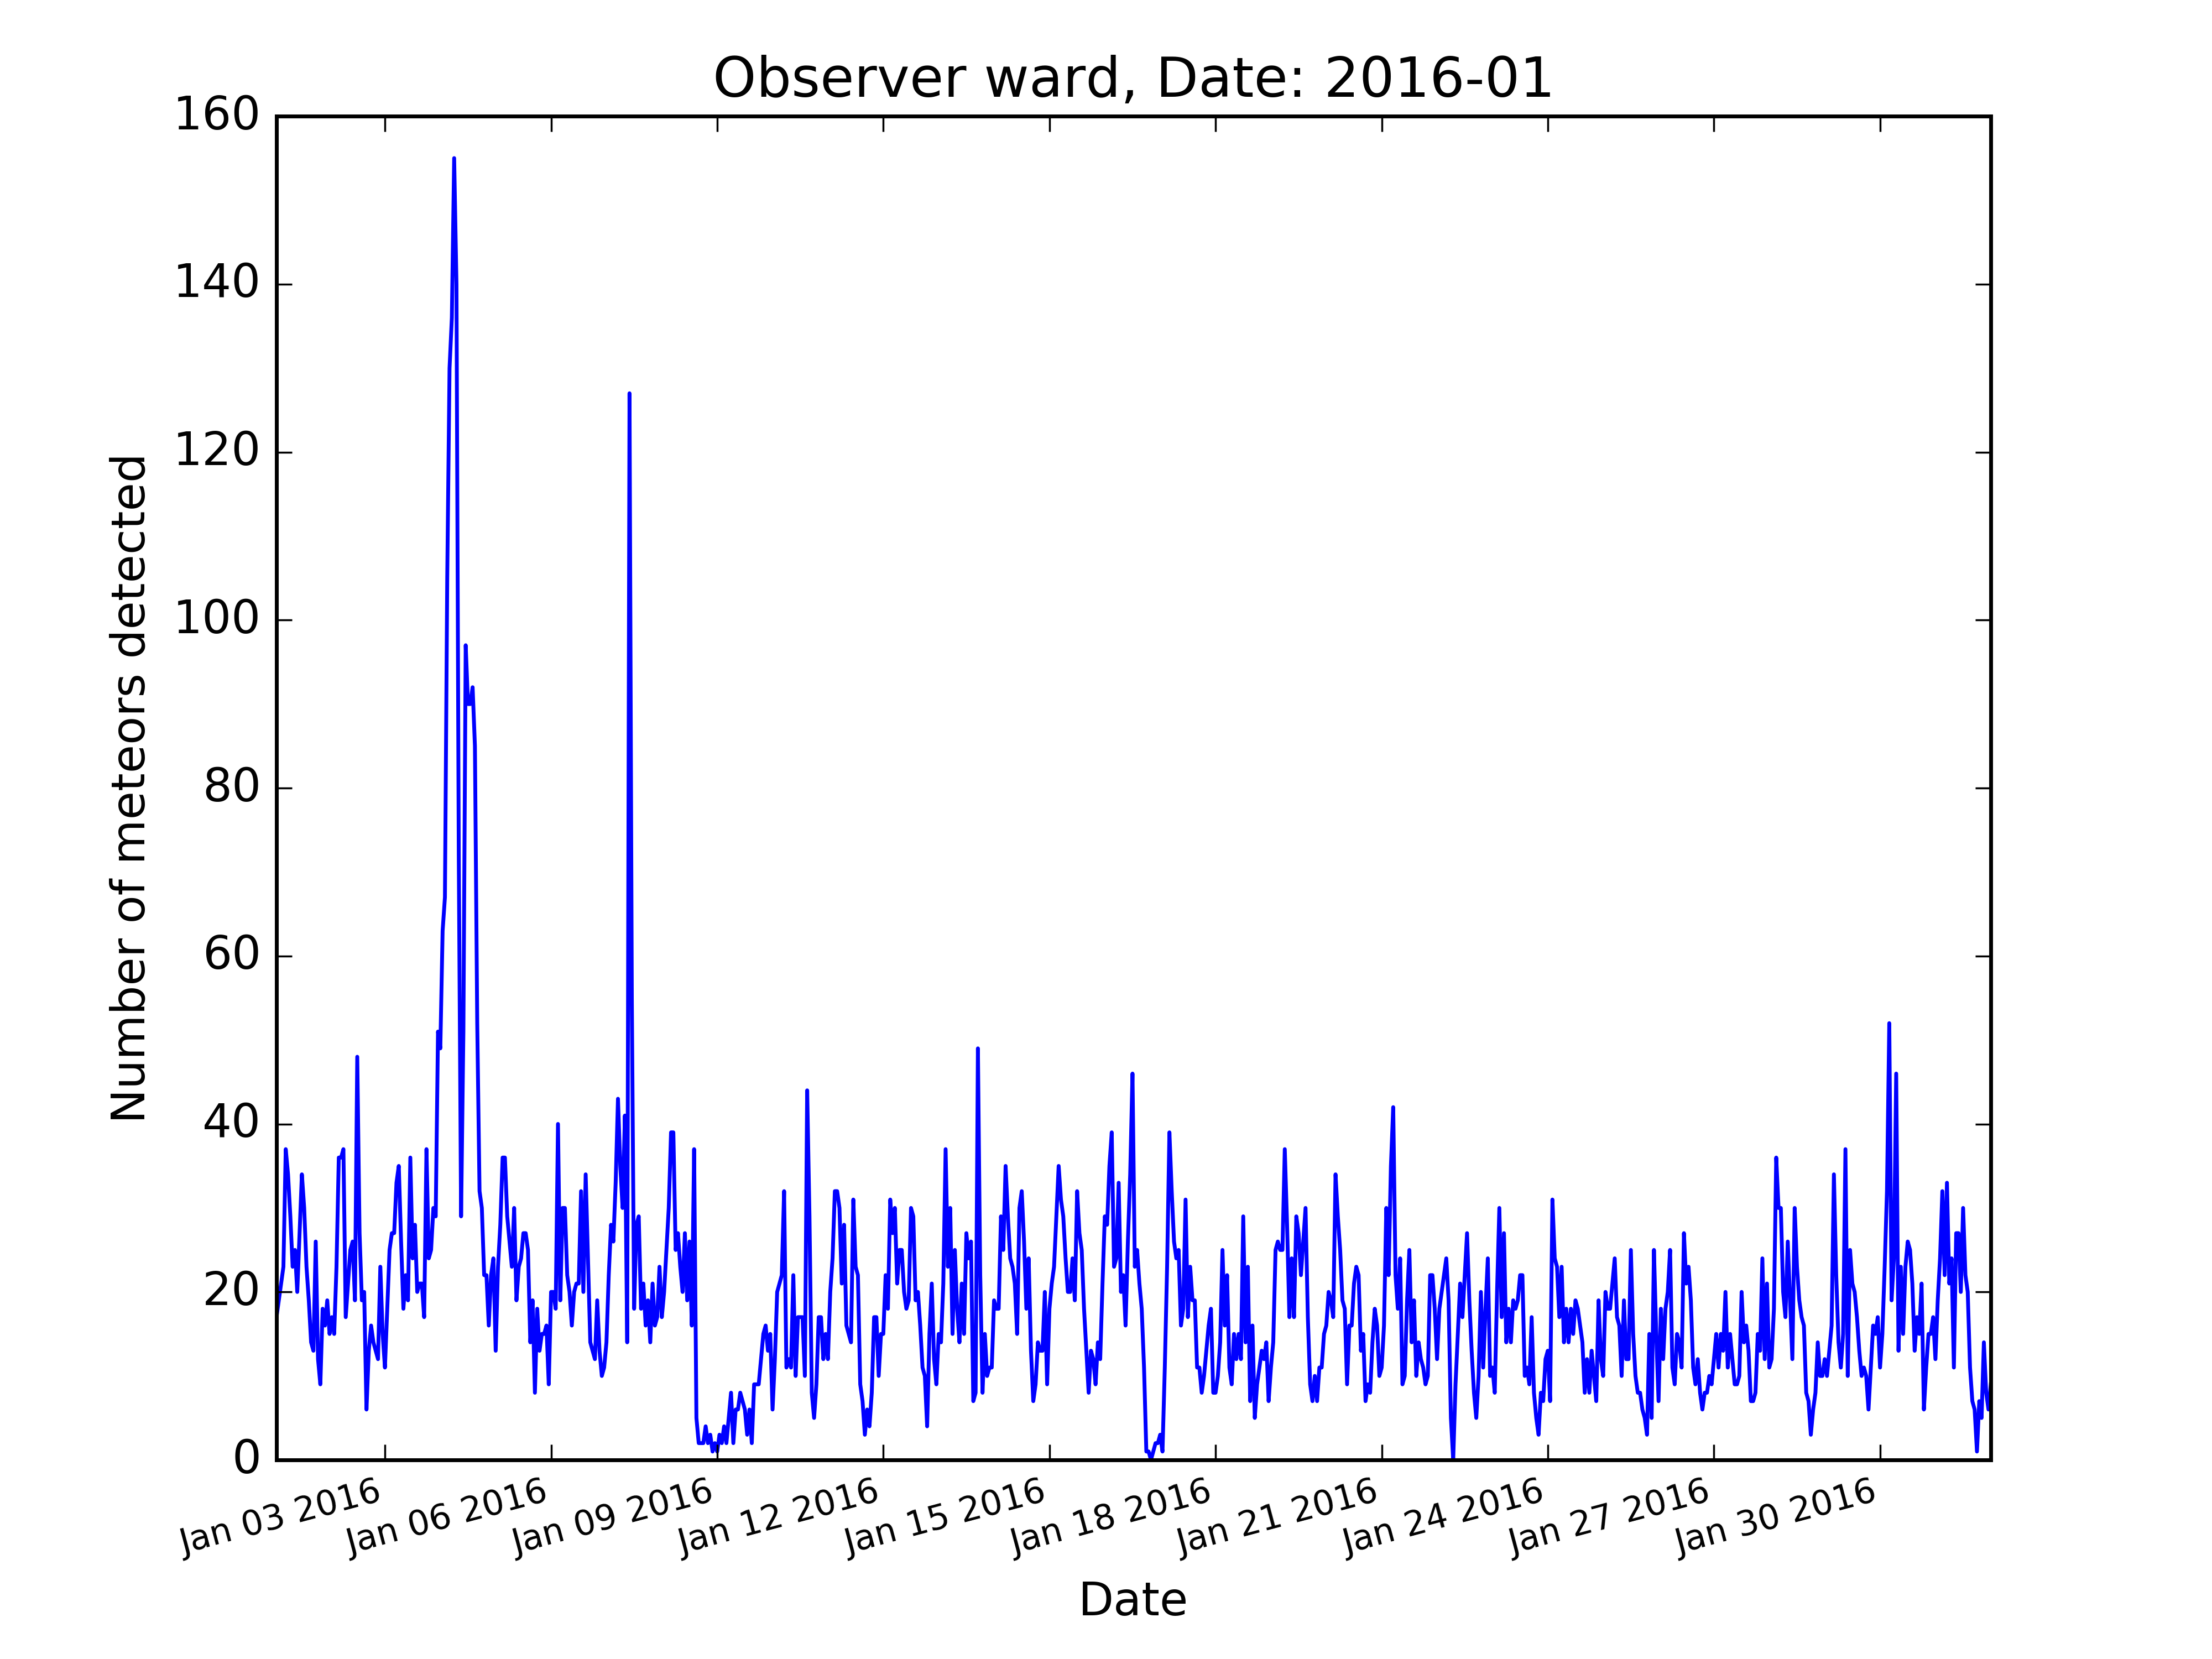 Observer ward, Date: 2016-01
160
140
120
100
80
60
40
20
0
Number of meteors detected
Jan 03 2016
Jan 06 2016
Jan 09 2016
Jan 12 2016
Jan 15 2016
Jan 18 2016
Jan 21 2016
Jan 24 2016
Jan 27 2016
Jan 30 2016
Date